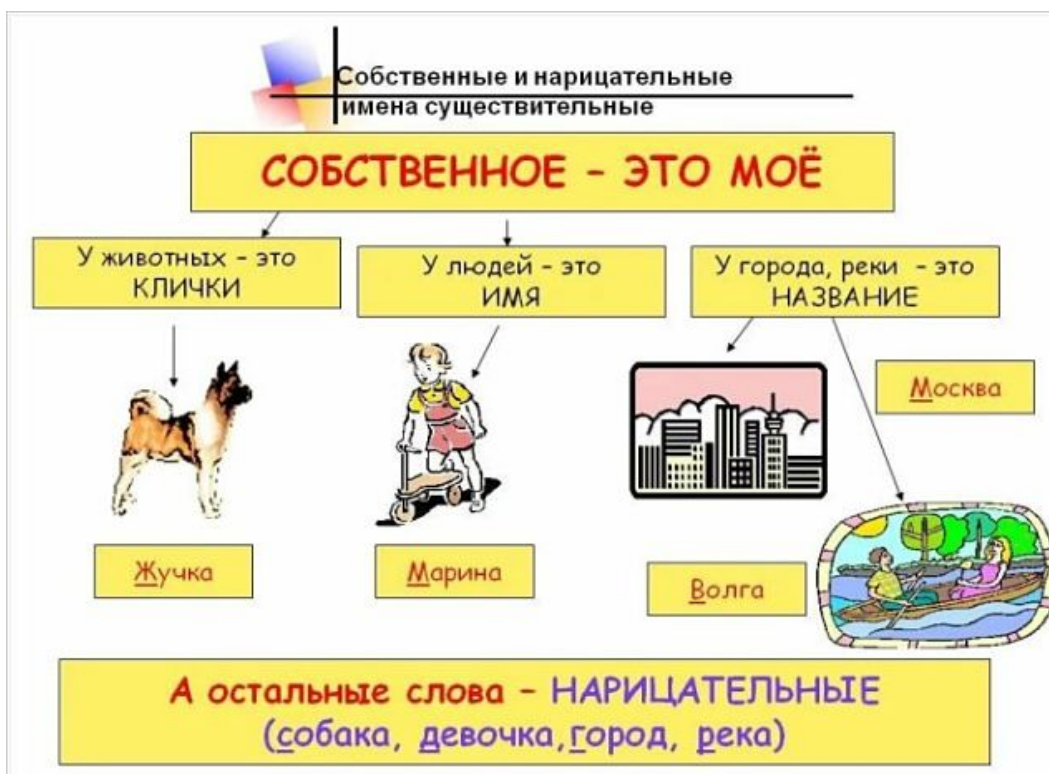 Собственные и нарицательные
имена существительные
СОБСТВЕННОЕ – ЭТО МОЁ
У животных – это
КЛИЧКИ
У людей – это
ИМЯ
У города, реки – это
НАЗВАНИЕ
Москва
Жучка
Марина
Волга
А остальные слова – НАРИЦАТЕЛЬНЫЕ
(собака, девочка,город, река)